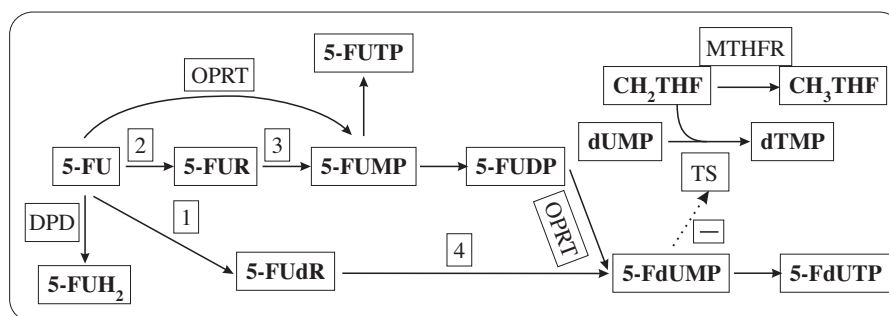 5-FUTP
MTHFR
OPRT
CH₂THF
CH₃THF
dUMP
dTMP
2
3
5-FU
5-FUR
5-FUMP
5-FUDP
TS
DPD
1
OPRT
4
—
5-FUH₂
5-FUdR
5-FdUMP
5-FdUTP